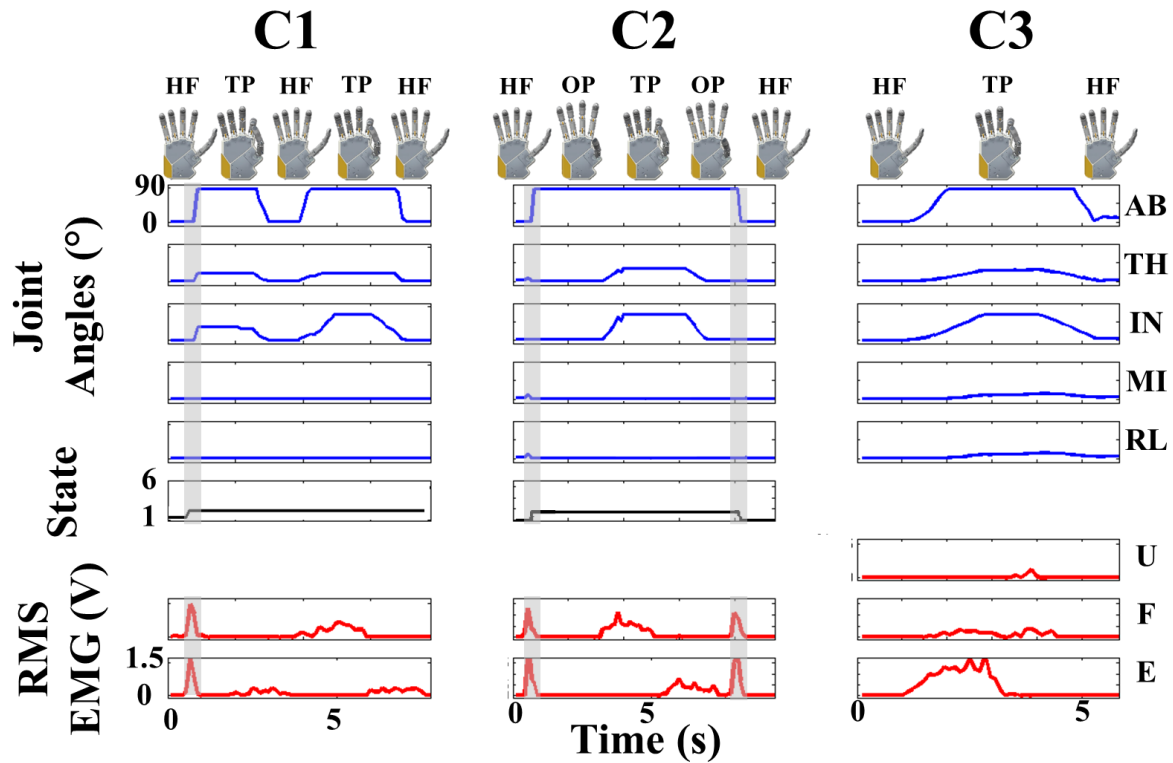 C1 C2 C3
HF TP HF TP HF HF OP TP OP HF HF TP HF
Joint
Angles (°)
90
0
AB
TH
IN
MI
RL
State
6
1
RMS
EMG (V)
U
F
1.5
0
E
0 5 0 5 0 5
Time (s)